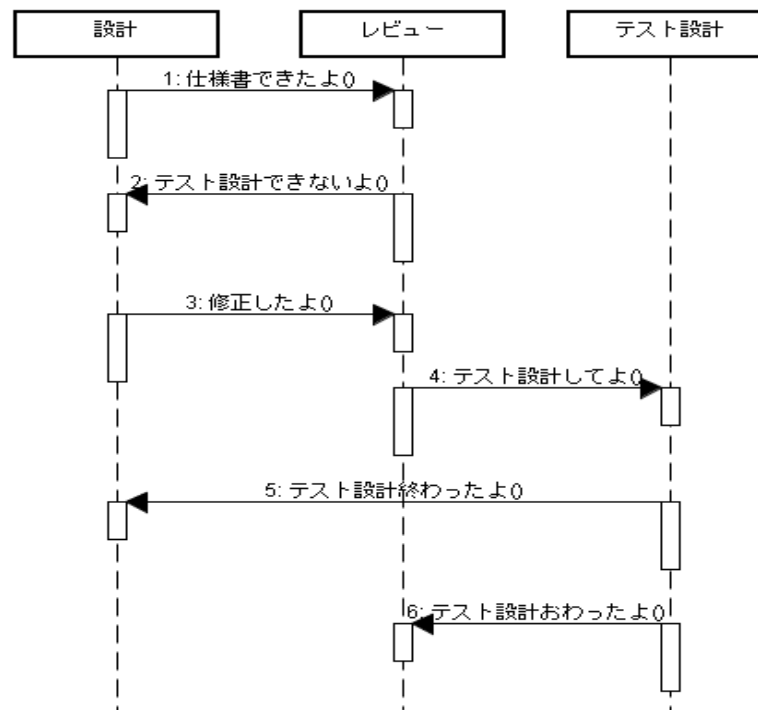 設計
レビュー
テスト設計
1: 仕様書できたよ()
2: テスト設計できないよ()
3: 修正したよ()
4: テスト設計してよ()
5: テスト設計終わったよ()
6: テスト設計おわったよ()